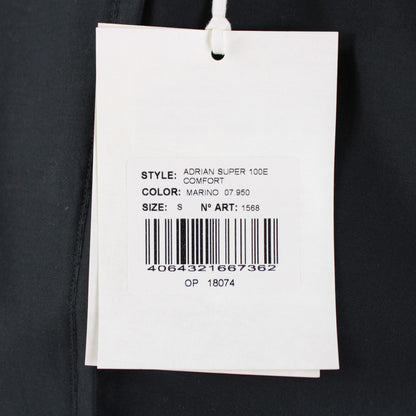 STYLE: ADRIAN SUPER 100E
COMFORT
COLOR: MARINO 07.950
SIZE: S Nº ART: 1568
4064321667362
OP 18074